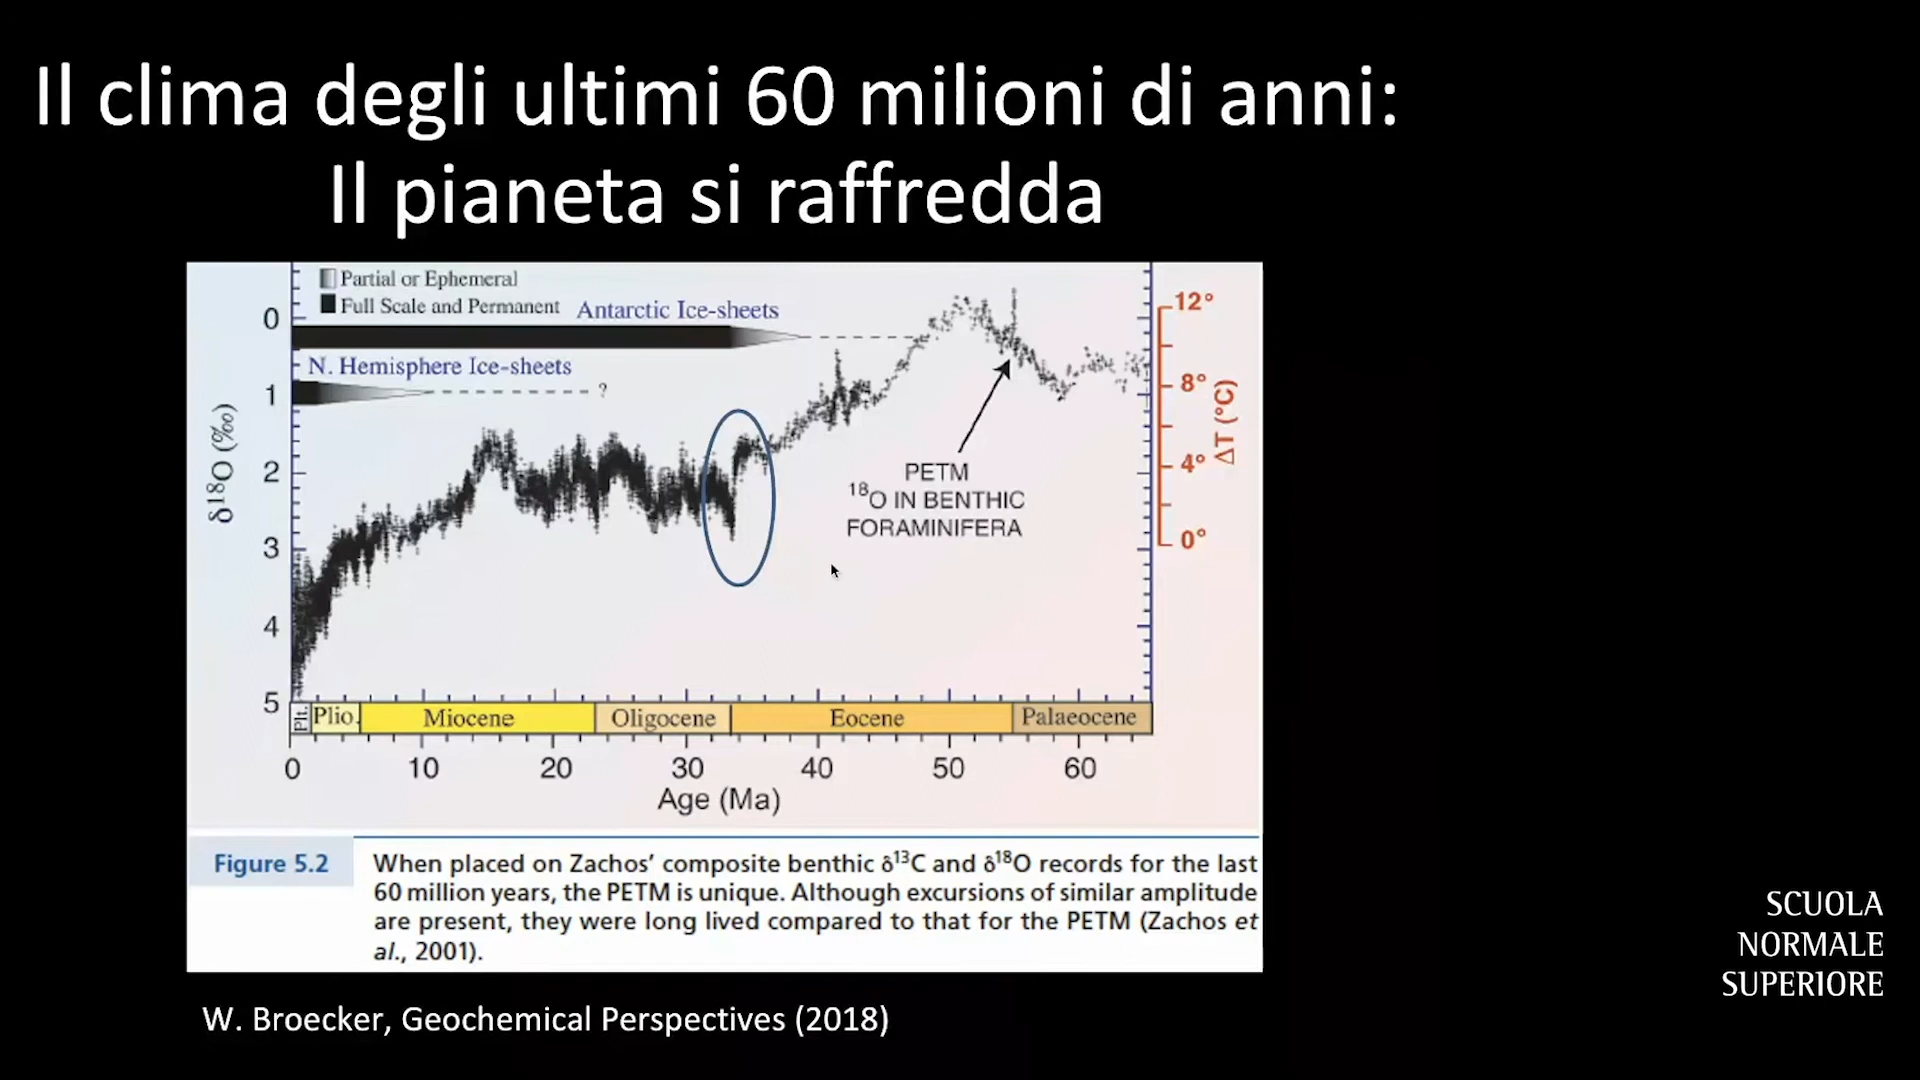 Il clima degli ultimi 60 milioni di anni:
Il pianeta si raffredda
Partial or Ephemeral
Full Scale and Permanent
Antarctic Ice-sheets
N. Hemisphere Ice-sheets
?
δ18O (‰)
0
1
2
3
4
5
12°
8°
4°
0°
ΔT (°C)
PETM
18O IN BENTHIC
FORAMINIFERA
Plt.
Plio.
Miocene
Oligocene
Eocene
Palaeocene
0 10 20 30 40 50 60
Age (Ma)
Figure 5.2
When placed on Zachos’ composite benthic δ13C and δ18O records for the last
60 million years, the PETM is unique. Although excursions of similar amplitude
are present, they were long lived compared to that for the PETM (Zachos et
al., 2001).
W. Broecker, Geochemical Perspectives (2018)
SCUOLA
NORMALE
SUPERIORE